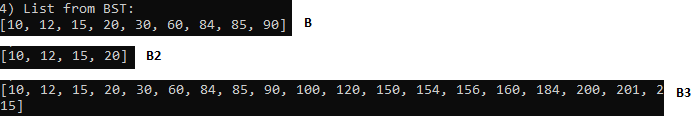 4) List from BST:
[10, 12, 15, 20, 30, 60, 84, 85, 90] B
[10, 12, 15, 20] B2
[10, 12, 15, 20, 30, 60, 84, 85, 90, 100, 120, 150, 154, 156, 160, 184, 200, 201, 2 B3
15]